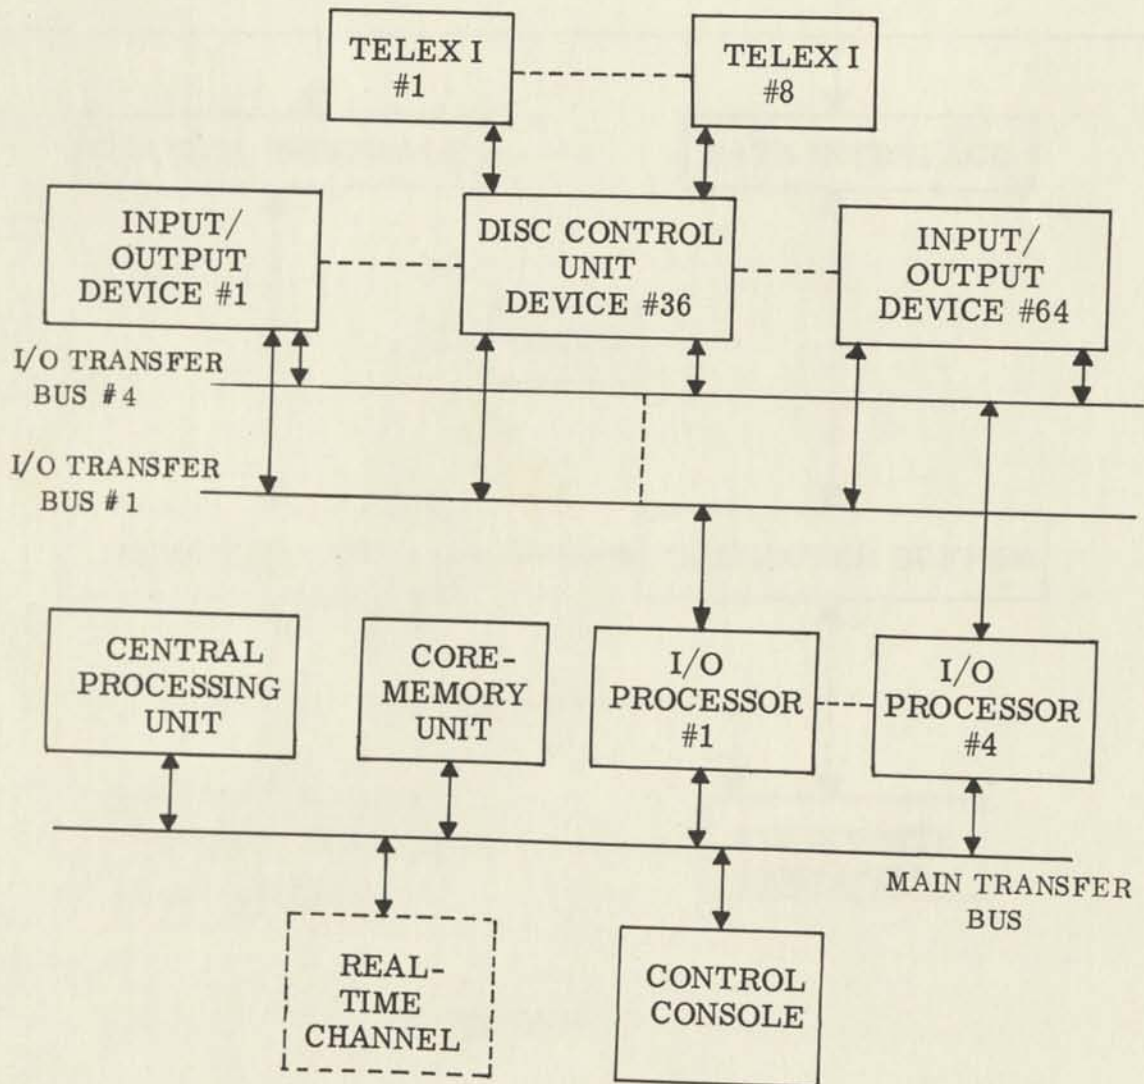 TELEX I
#1
TELEX I
#8
INPUT/
OUTPUT
DEVICE #1
DISC CONTROL
UNIT
DEVICE #36
INPUT/
OUTPUT
DEVICE #64
I/O TRANSFER
BUS #4
I/O TRANSFER
BUS #1
CENTRAL
PROCESSING
UNIT
CORE-
MEMORY
UNIT
I/O
PROCESSOR
#1
I/O
PROCESSOR
#4
MAIN TRANSFER
BUS
REAL-
TIME
CHANNEL
CONTROL
CONSOLE